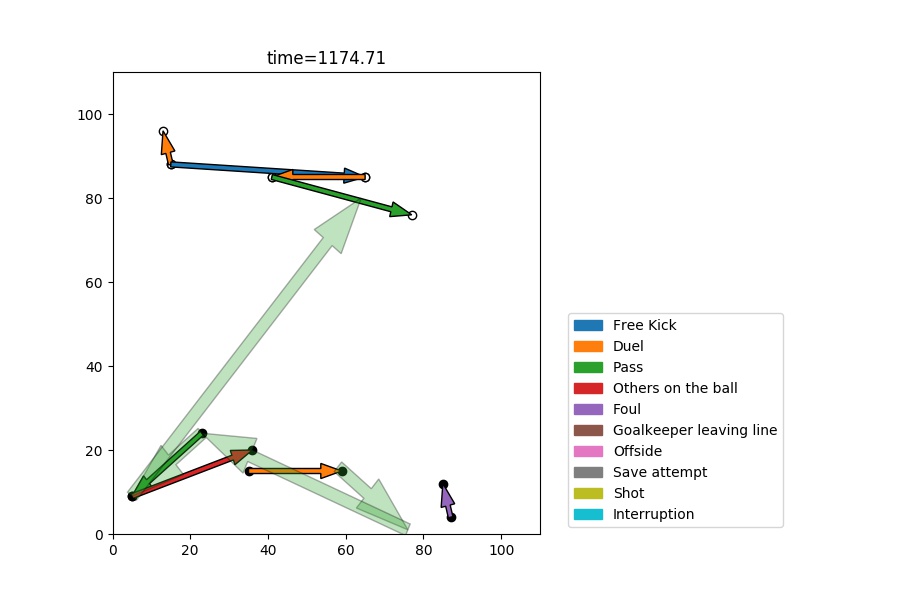 time=1174.71
100
80
60
40
20
0
0 20 40 60 80 100
Free Kick
Duel
Pass
Others on the ball
Foul
Goalkeeper leaving line
Offside
Save attempt
Shot
Interruption